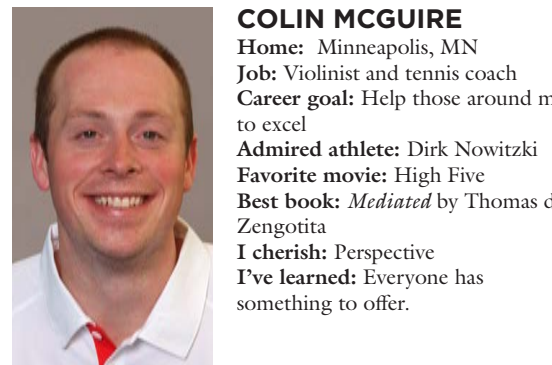 COLIN MCGUIRE
Home: Minneapolis, MN
Job: Violinist and tennis coach
Career goal: Help those around m
to excel
Admired athlete: Dirk Nowitzki
Favorite movie: High Five
Best book: Mediated by Thomas d
Zengotita
I cherish: Perspective
I've learned: Everyone has
something to offer.